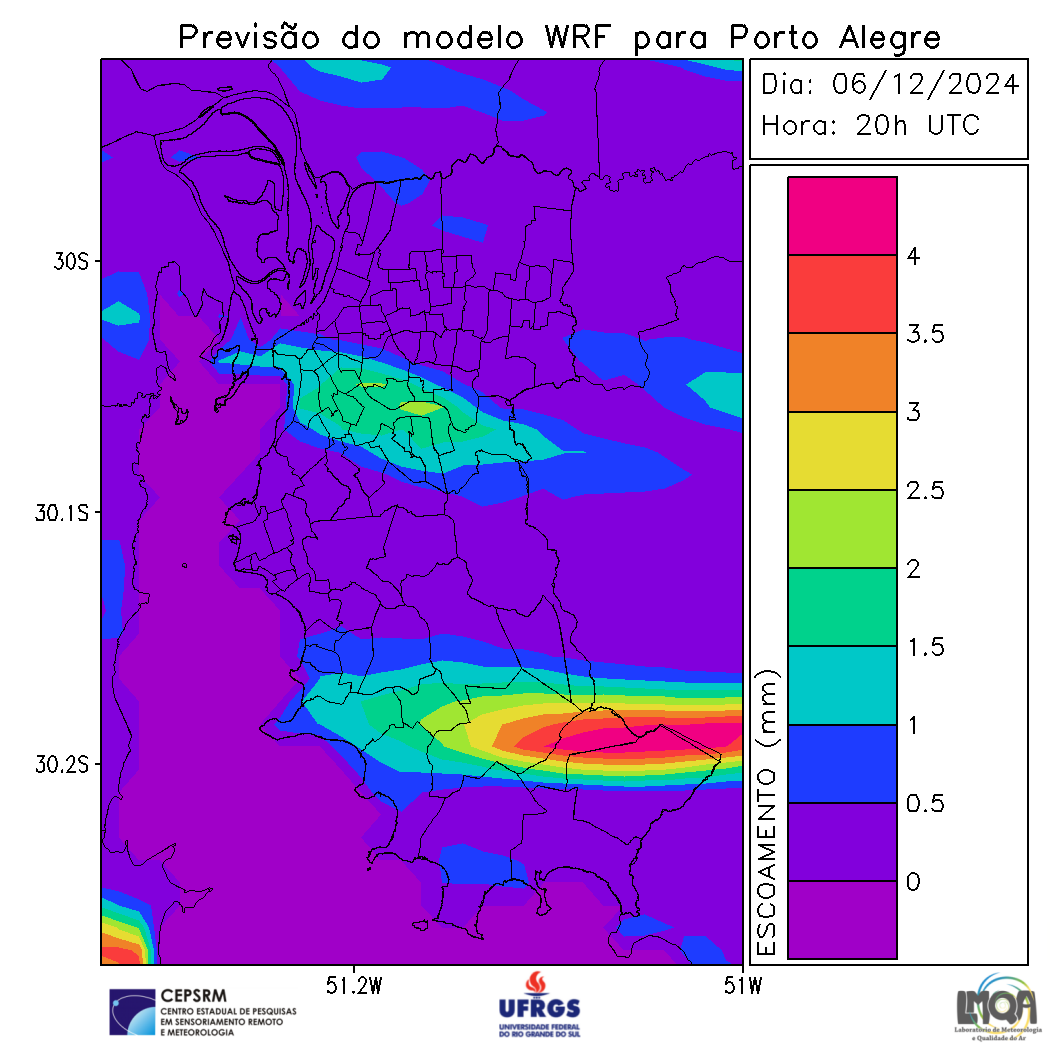 Previsão do modelo WRF para Porto Alegre
Dia: 06/12/2024
Hora: 20h UTC
30S
30.1S
30.2S
51.2W
51W
4
3.5
3
2.5
2
1.5
1
0.5
0
ESCOAMENTO (mm)
CEPSRM
CENTRO ESTADUAL DE PESQUISAS
EM SENSORIAMENTO REMOTO
E METEOROLOGIA
UFRGS
UNIVERSIDADE FEDERAL
DO RIO GRANDE DO SUL
LMQA
Laboratório de Meteorologia
e Qualidade do Ar